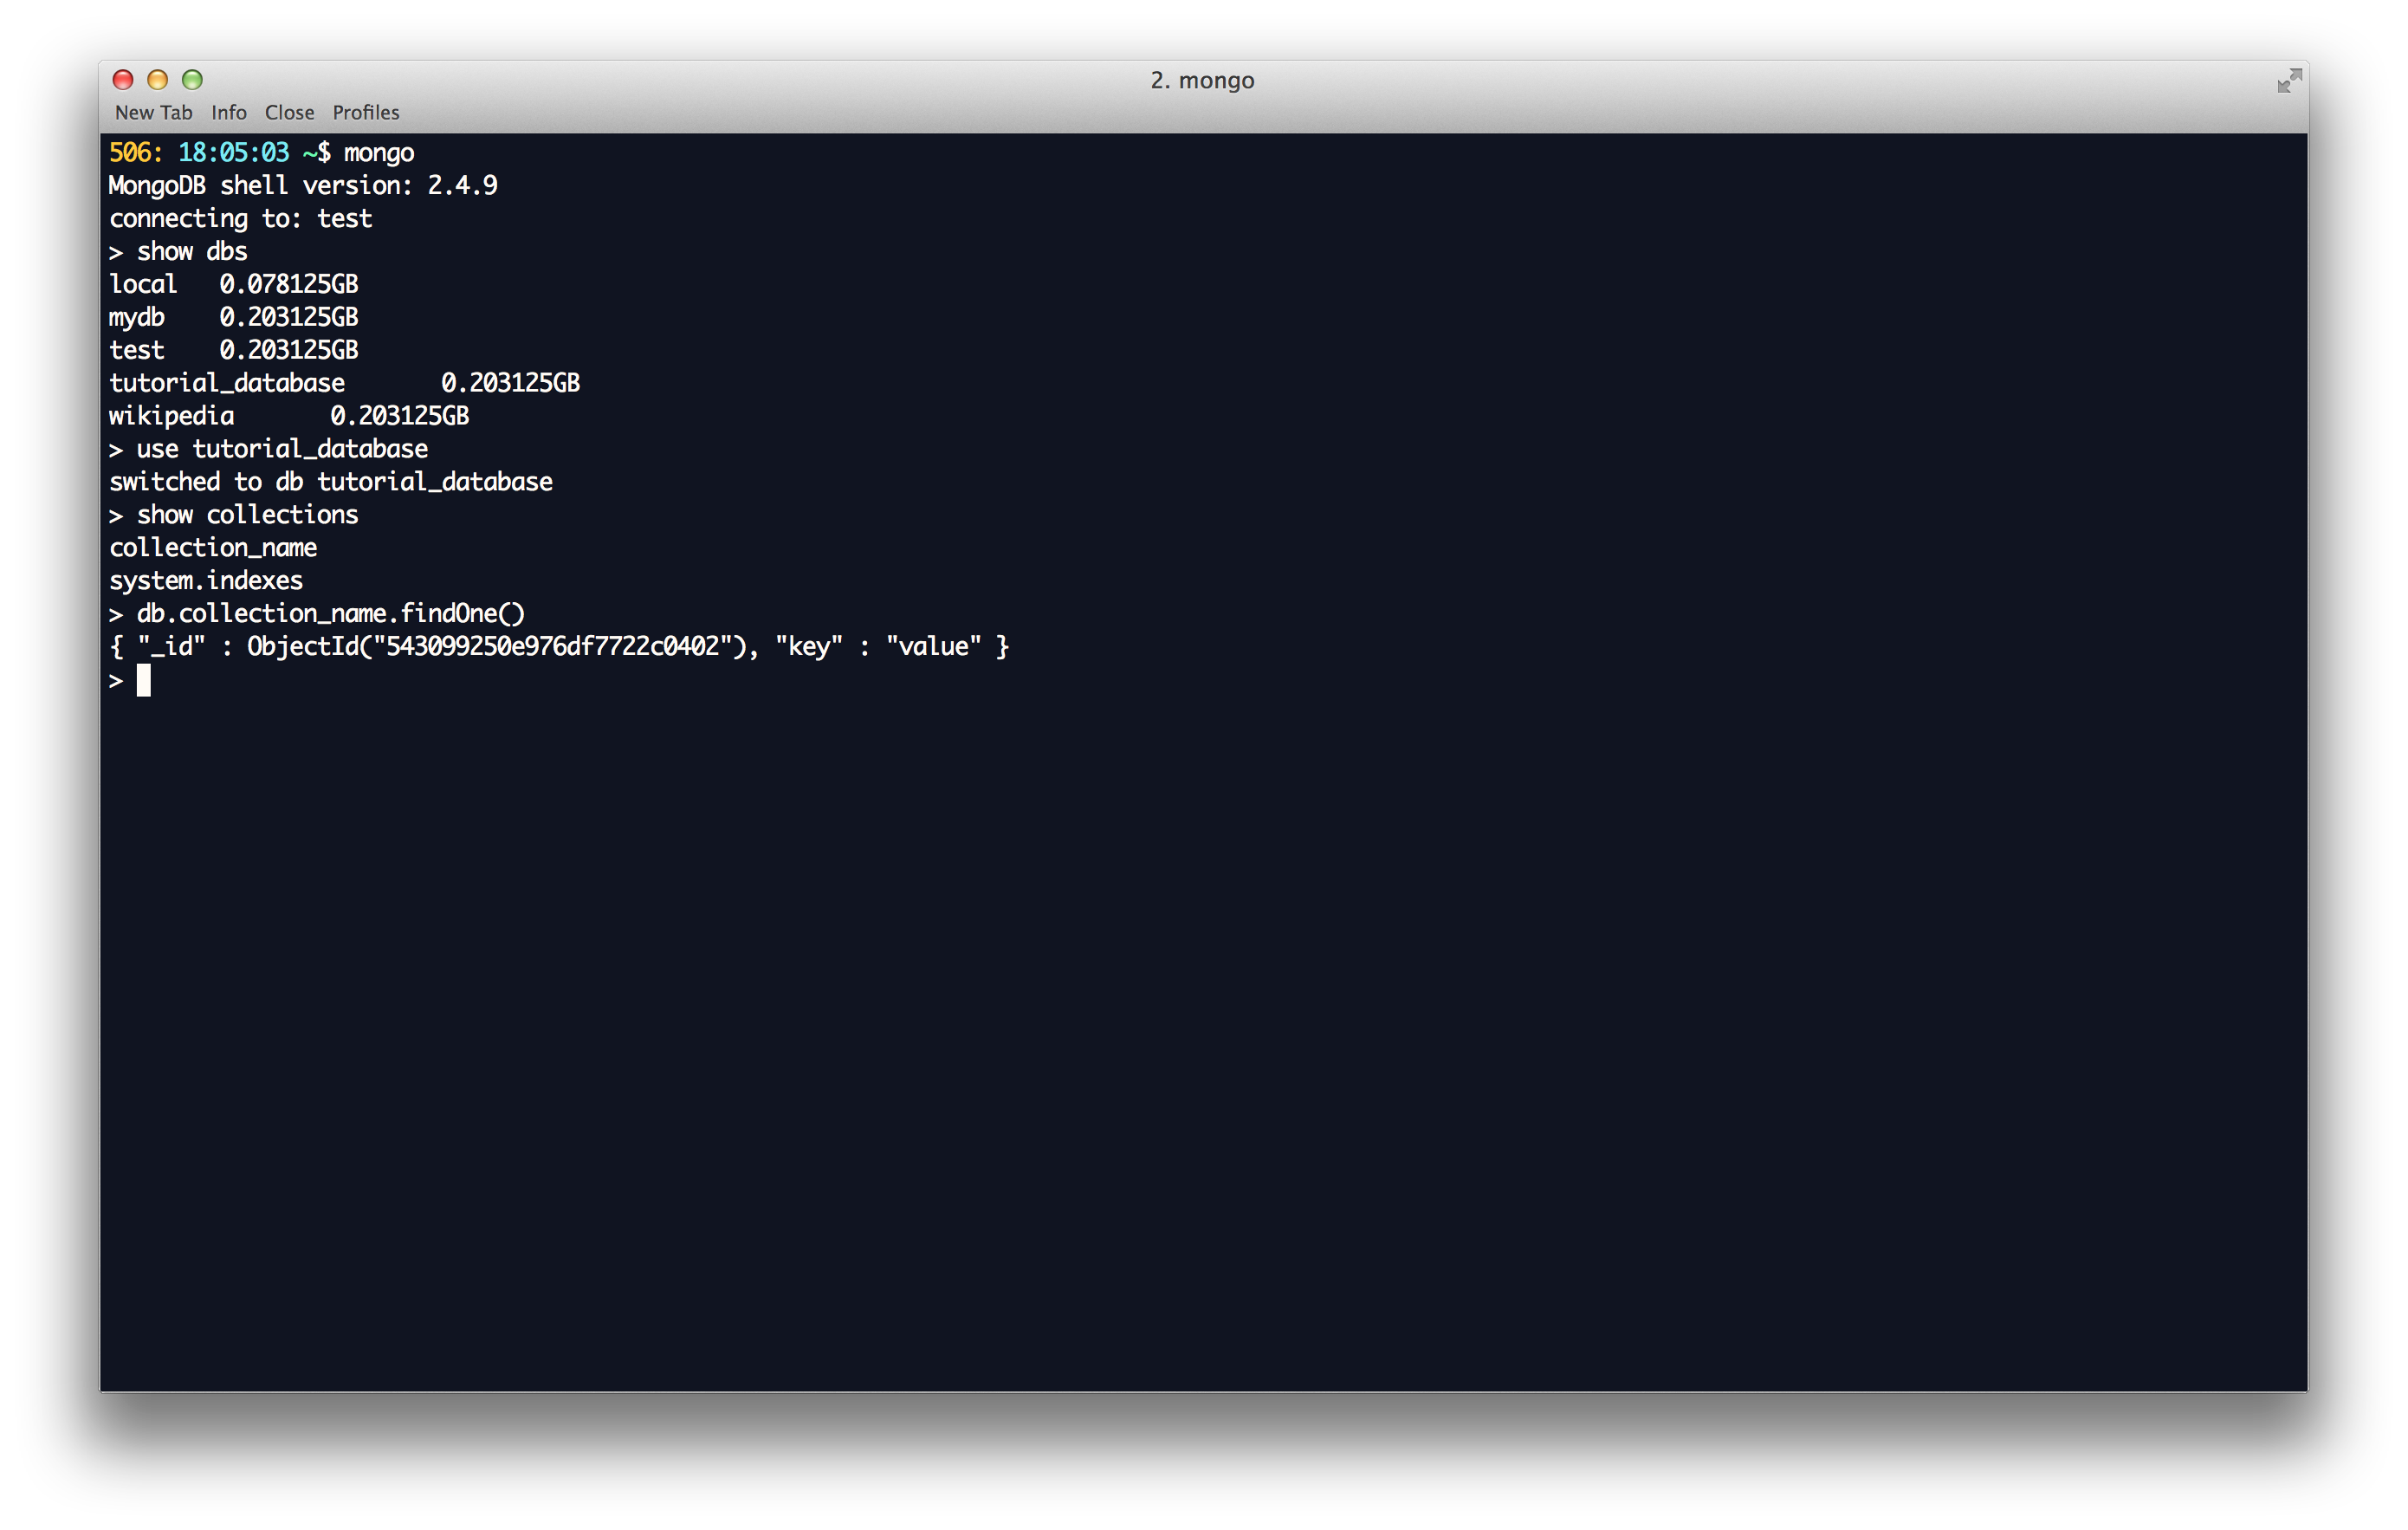 2. mongo
New Tab Info Close Profiles
506: 18:05:03 ~$ mongo
MongoDB shell version: 2.4.9
connecting to: test
> show dbs
local   0.078125GB
mydb    0.203125GB
test    0.203125GB
tutorial_database       0.203125GB
wikipedia       0.203125GB
> use tutorial_database
switched to db tutorial_database
> show collections
collection_name
system.indexes
> db.collection_name.findOne()
{ "_id" : ObjectId("543099250e976df7722c0402"), "key" : "value" }
>